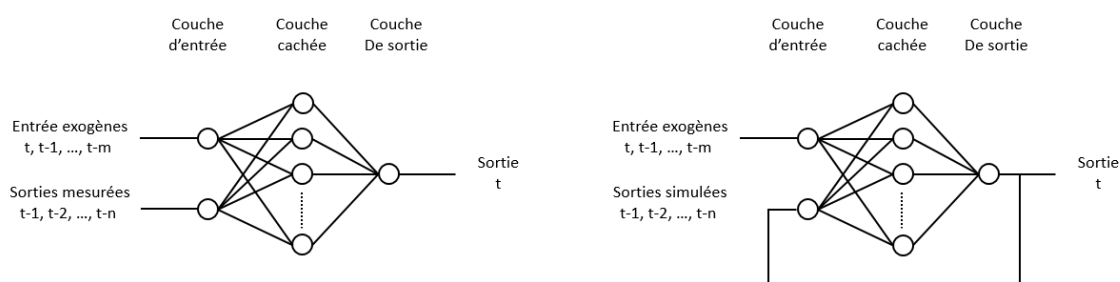 Couche
d'entrée
Couche
cachée
Couche
De sortie
Entrée exogènes
t, t-1, …, t-m
Sorties mesurées
t-1, t-2, …, t-n
Sortie
t
Couche
d'entrée
Couche
cachée
Couche
De sortie
Entrée exogènes
t, t-1, …, t-m
Sorties simulées
t-1, t-2, …, t-n
Sortie
t